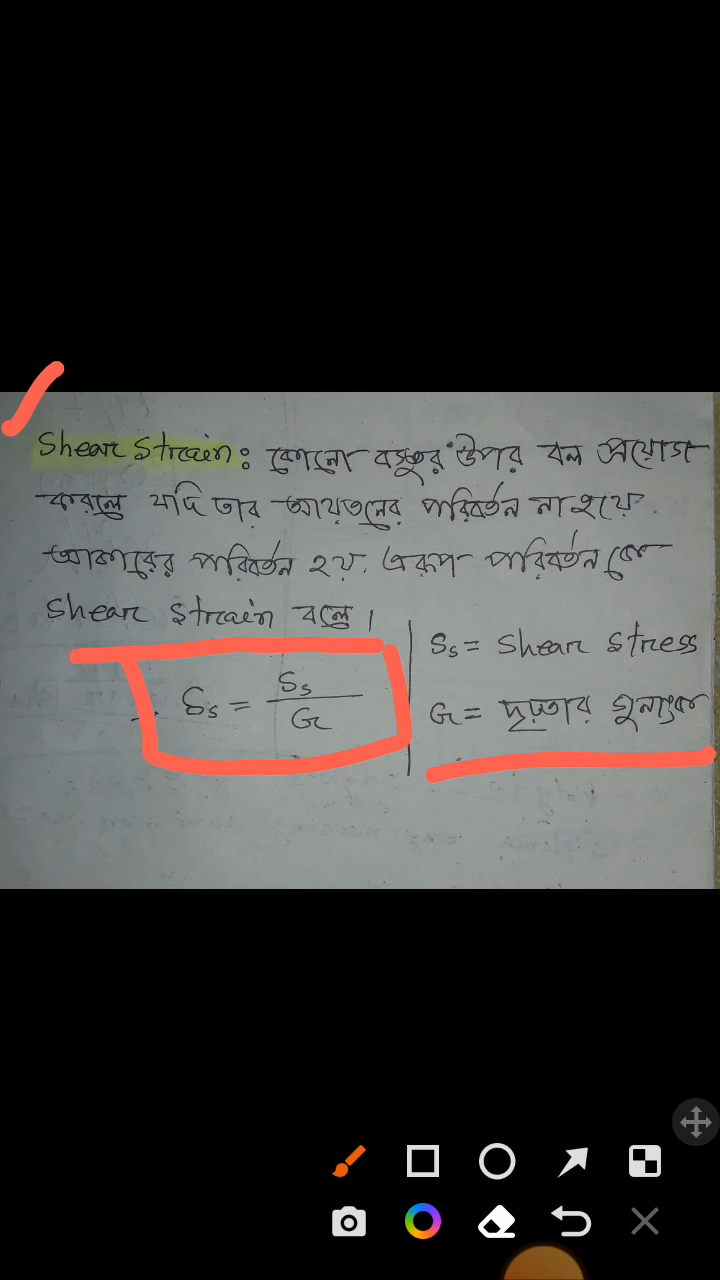 Shear Strain: কোনো বস্তুর উপর বল প্রয়োগ
করলে যদি তার আয়তনের পরিবর্তন না হয়ে
আকারের পরিবর্তন হয়. এরূপ পরিবর্তন কে
Shear Strain বলে।
Ss = Shear Stress
∴ δs = Ss / G
G = দৃঢ়তার গুনাংক